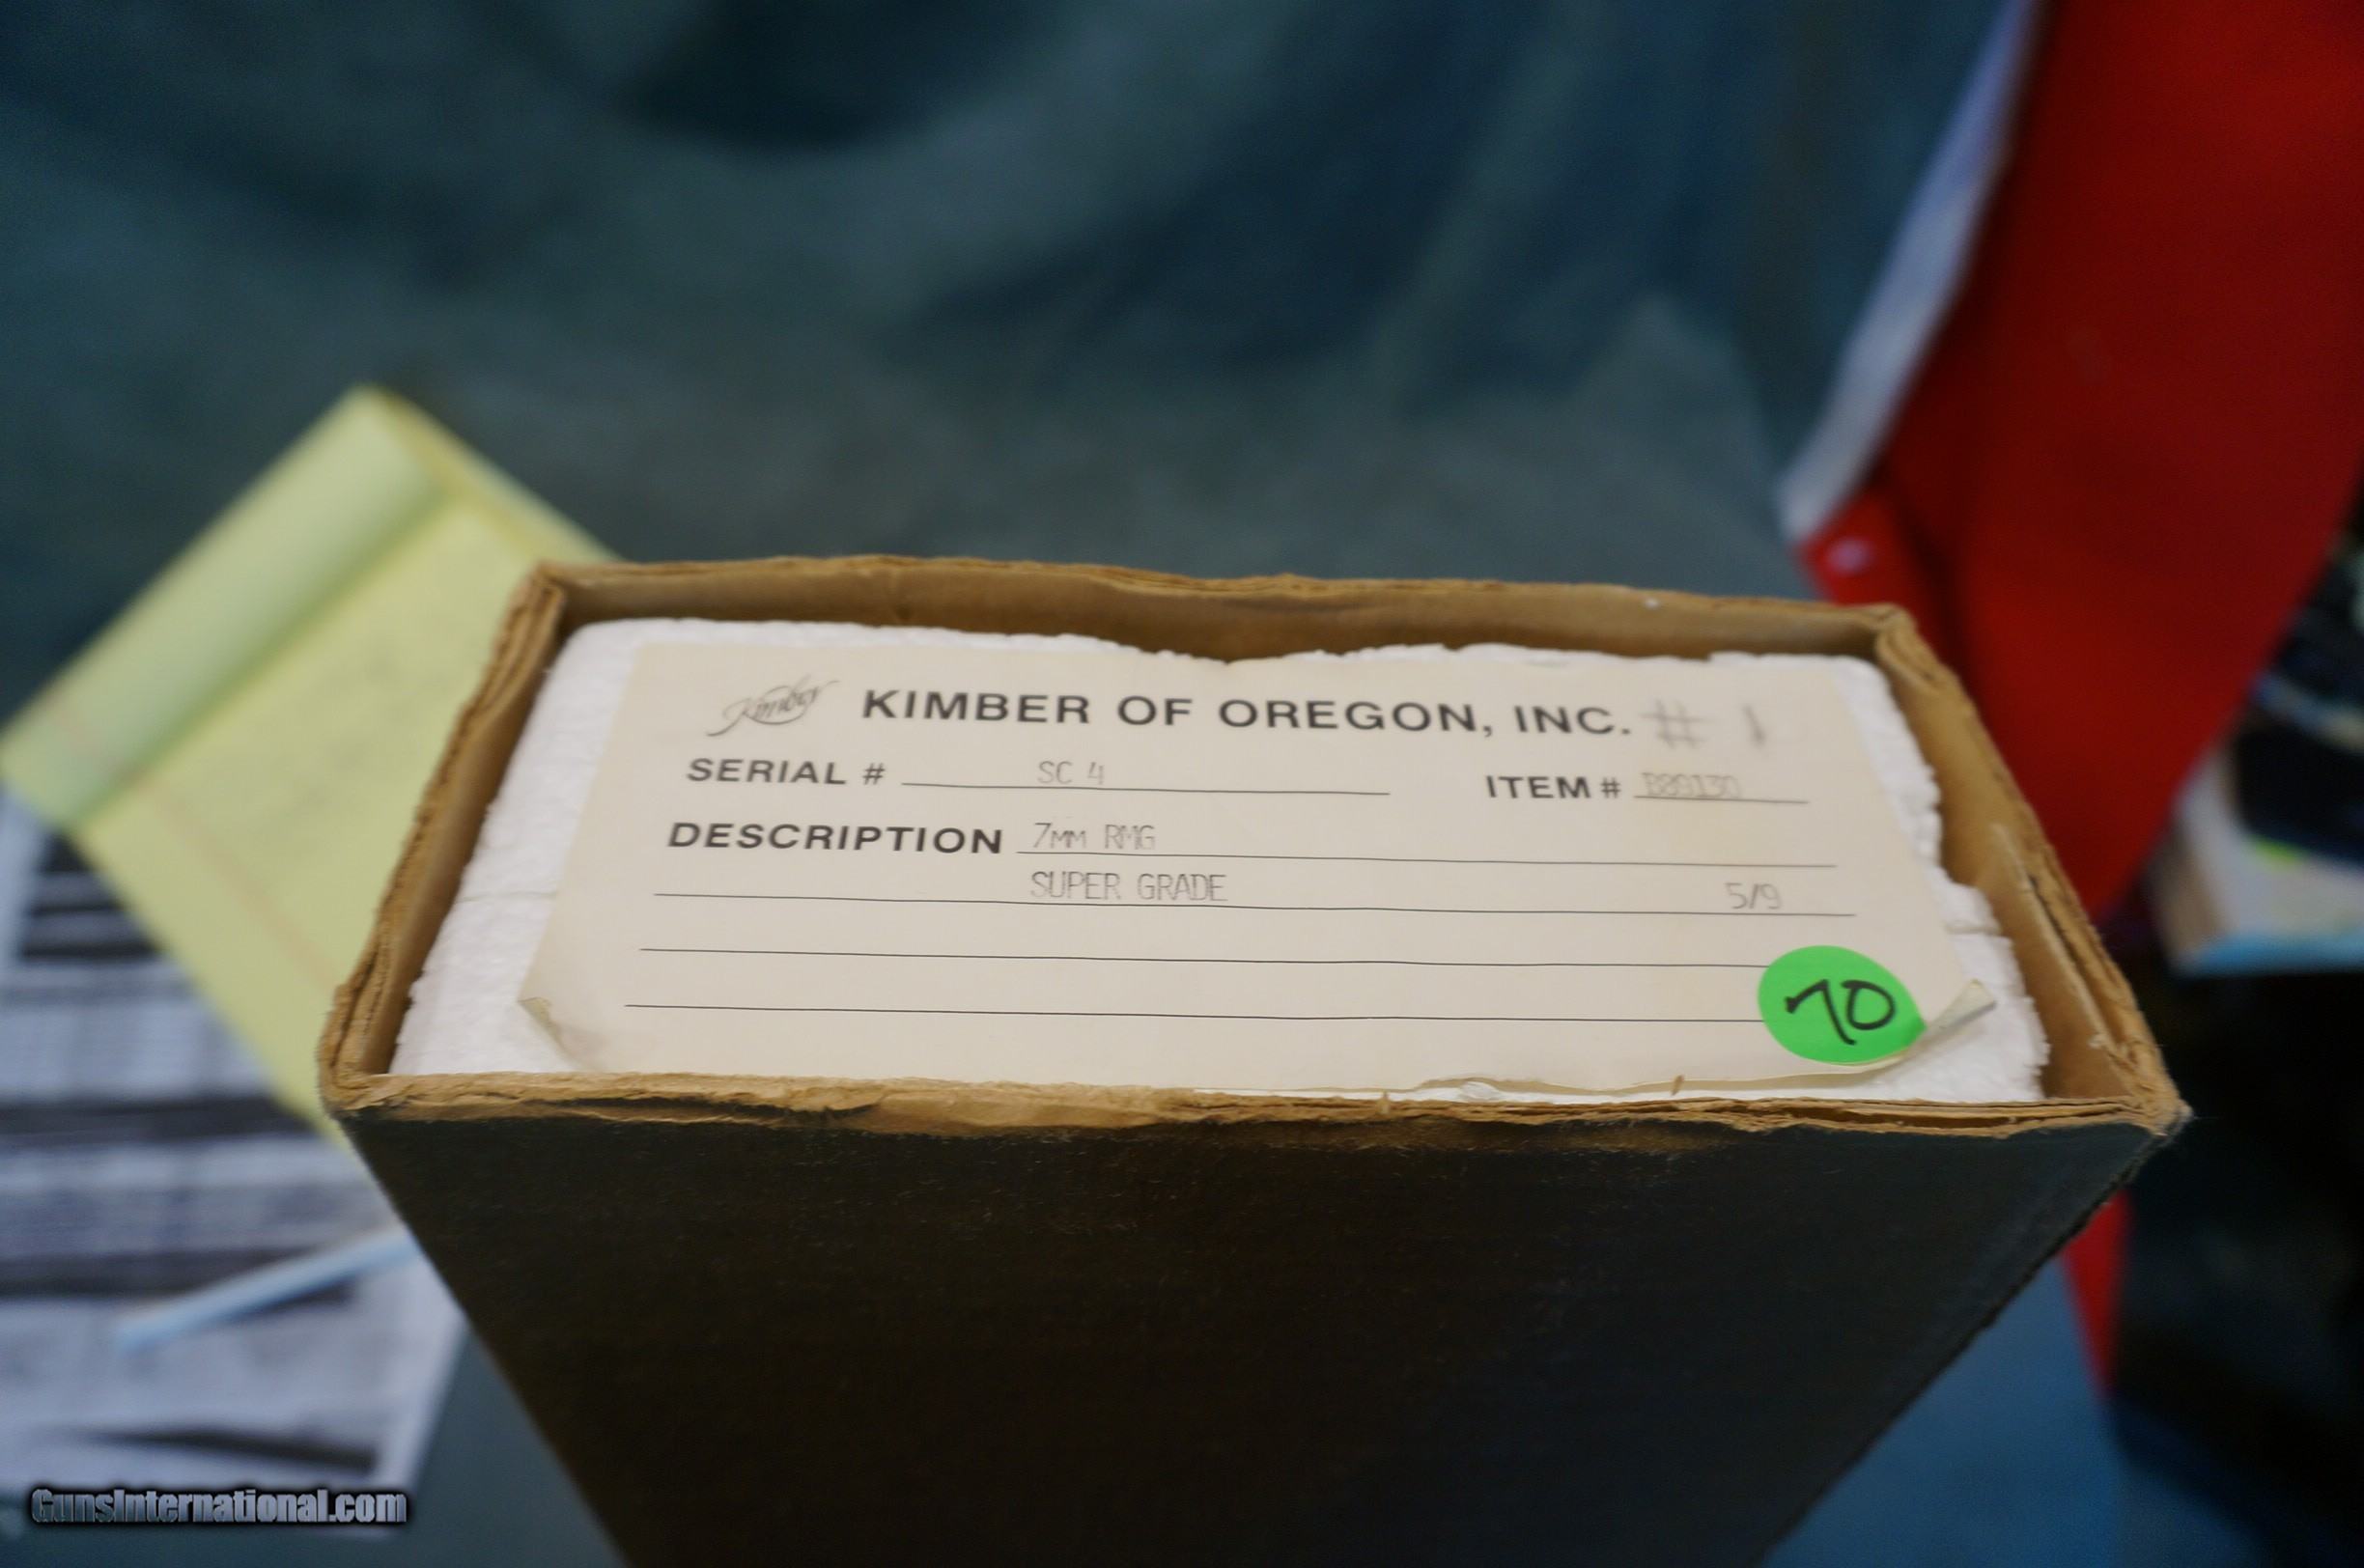 Kimber KIMBER OF OREGON, INC. # 1
SERIAL # SC 4 ITEM # B89130
DESCRIPTION 7MM RMG
SUPER GRADE 5/9
70
GunsInternational.com